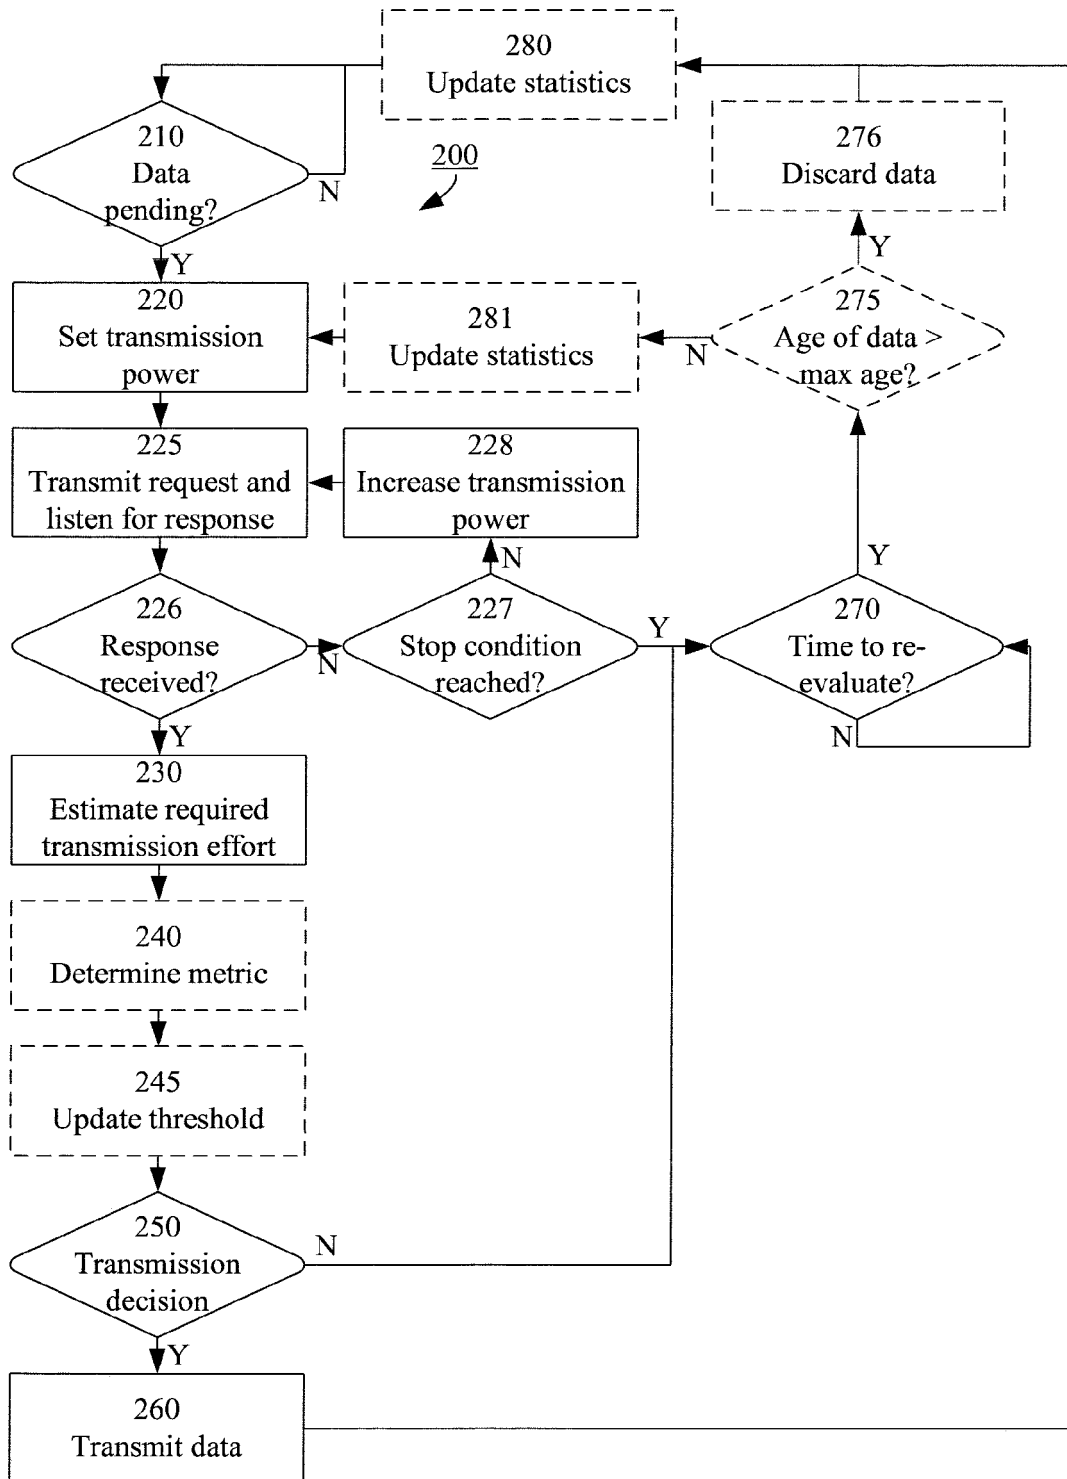 280
Update statistics
210
Data
pending?
N
200
276
Discard data
Y
Y
220
Set transmission
power
281
Update statistics
N
275
Age of data >
max age?
225
Transmit request and
listen for response
228
Increase transmission
power
N
Y
226
Response
received?
N
227
Stop condition
reached?
Y
270
Time to re-
evaluate?
N
Y
230
Estimate required
transmission effort
240
Determine metric
245
Update threshold
250
Transmission
decision
N
Y
260
Transmit data